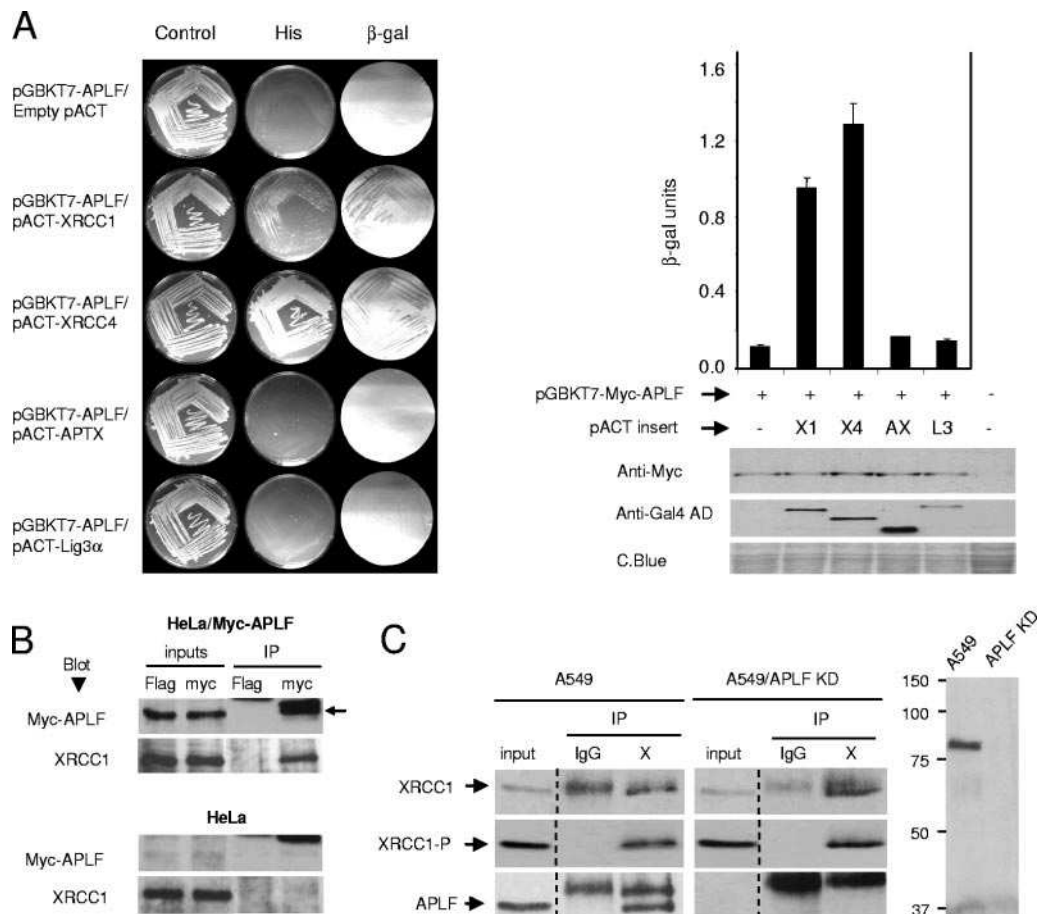 A
Control His β-gal
pGBKT7-APLF/
Empty pACT
pGBKT7-APLF/
pACT-XRCC1
pGBKT7-APLF/
pACT-XRCC4
pGBKT7-APLF/
pACT-APTX
pGBKT7-APLF/
pACT-Lig3α
β-gal units
1.6
1.2
0.8
0.4
0.0
pGBKT7-Myc-APLF + + + + + -
pACT insert - X1 X4 AX L3 -
Anti-Myc
Anti-Gal4 AD
C.Blue
B
HeLa/Myc-APLF
Blot
inputs IP
Flag myc Flag myc
Myc-APLF
XRCC1
HeLa
Myc-APLF
XRCC1
C
A549 A549/APLF KD
IP IP
input IgG X input IgG X
XRCC1
XRCC1-P
APLF
A549 APLF KD
150
100
75
50
37